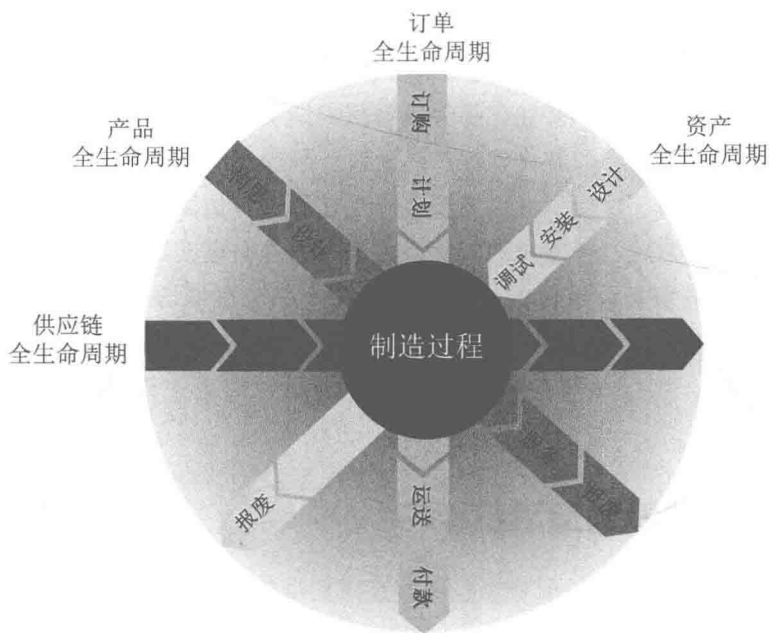 订单
全生命周期
产品
全生命周期
资产
全生命周期
订购
计划
设计
安装
调试
供应链
全生命周期
制造过程
报废
运送
付款